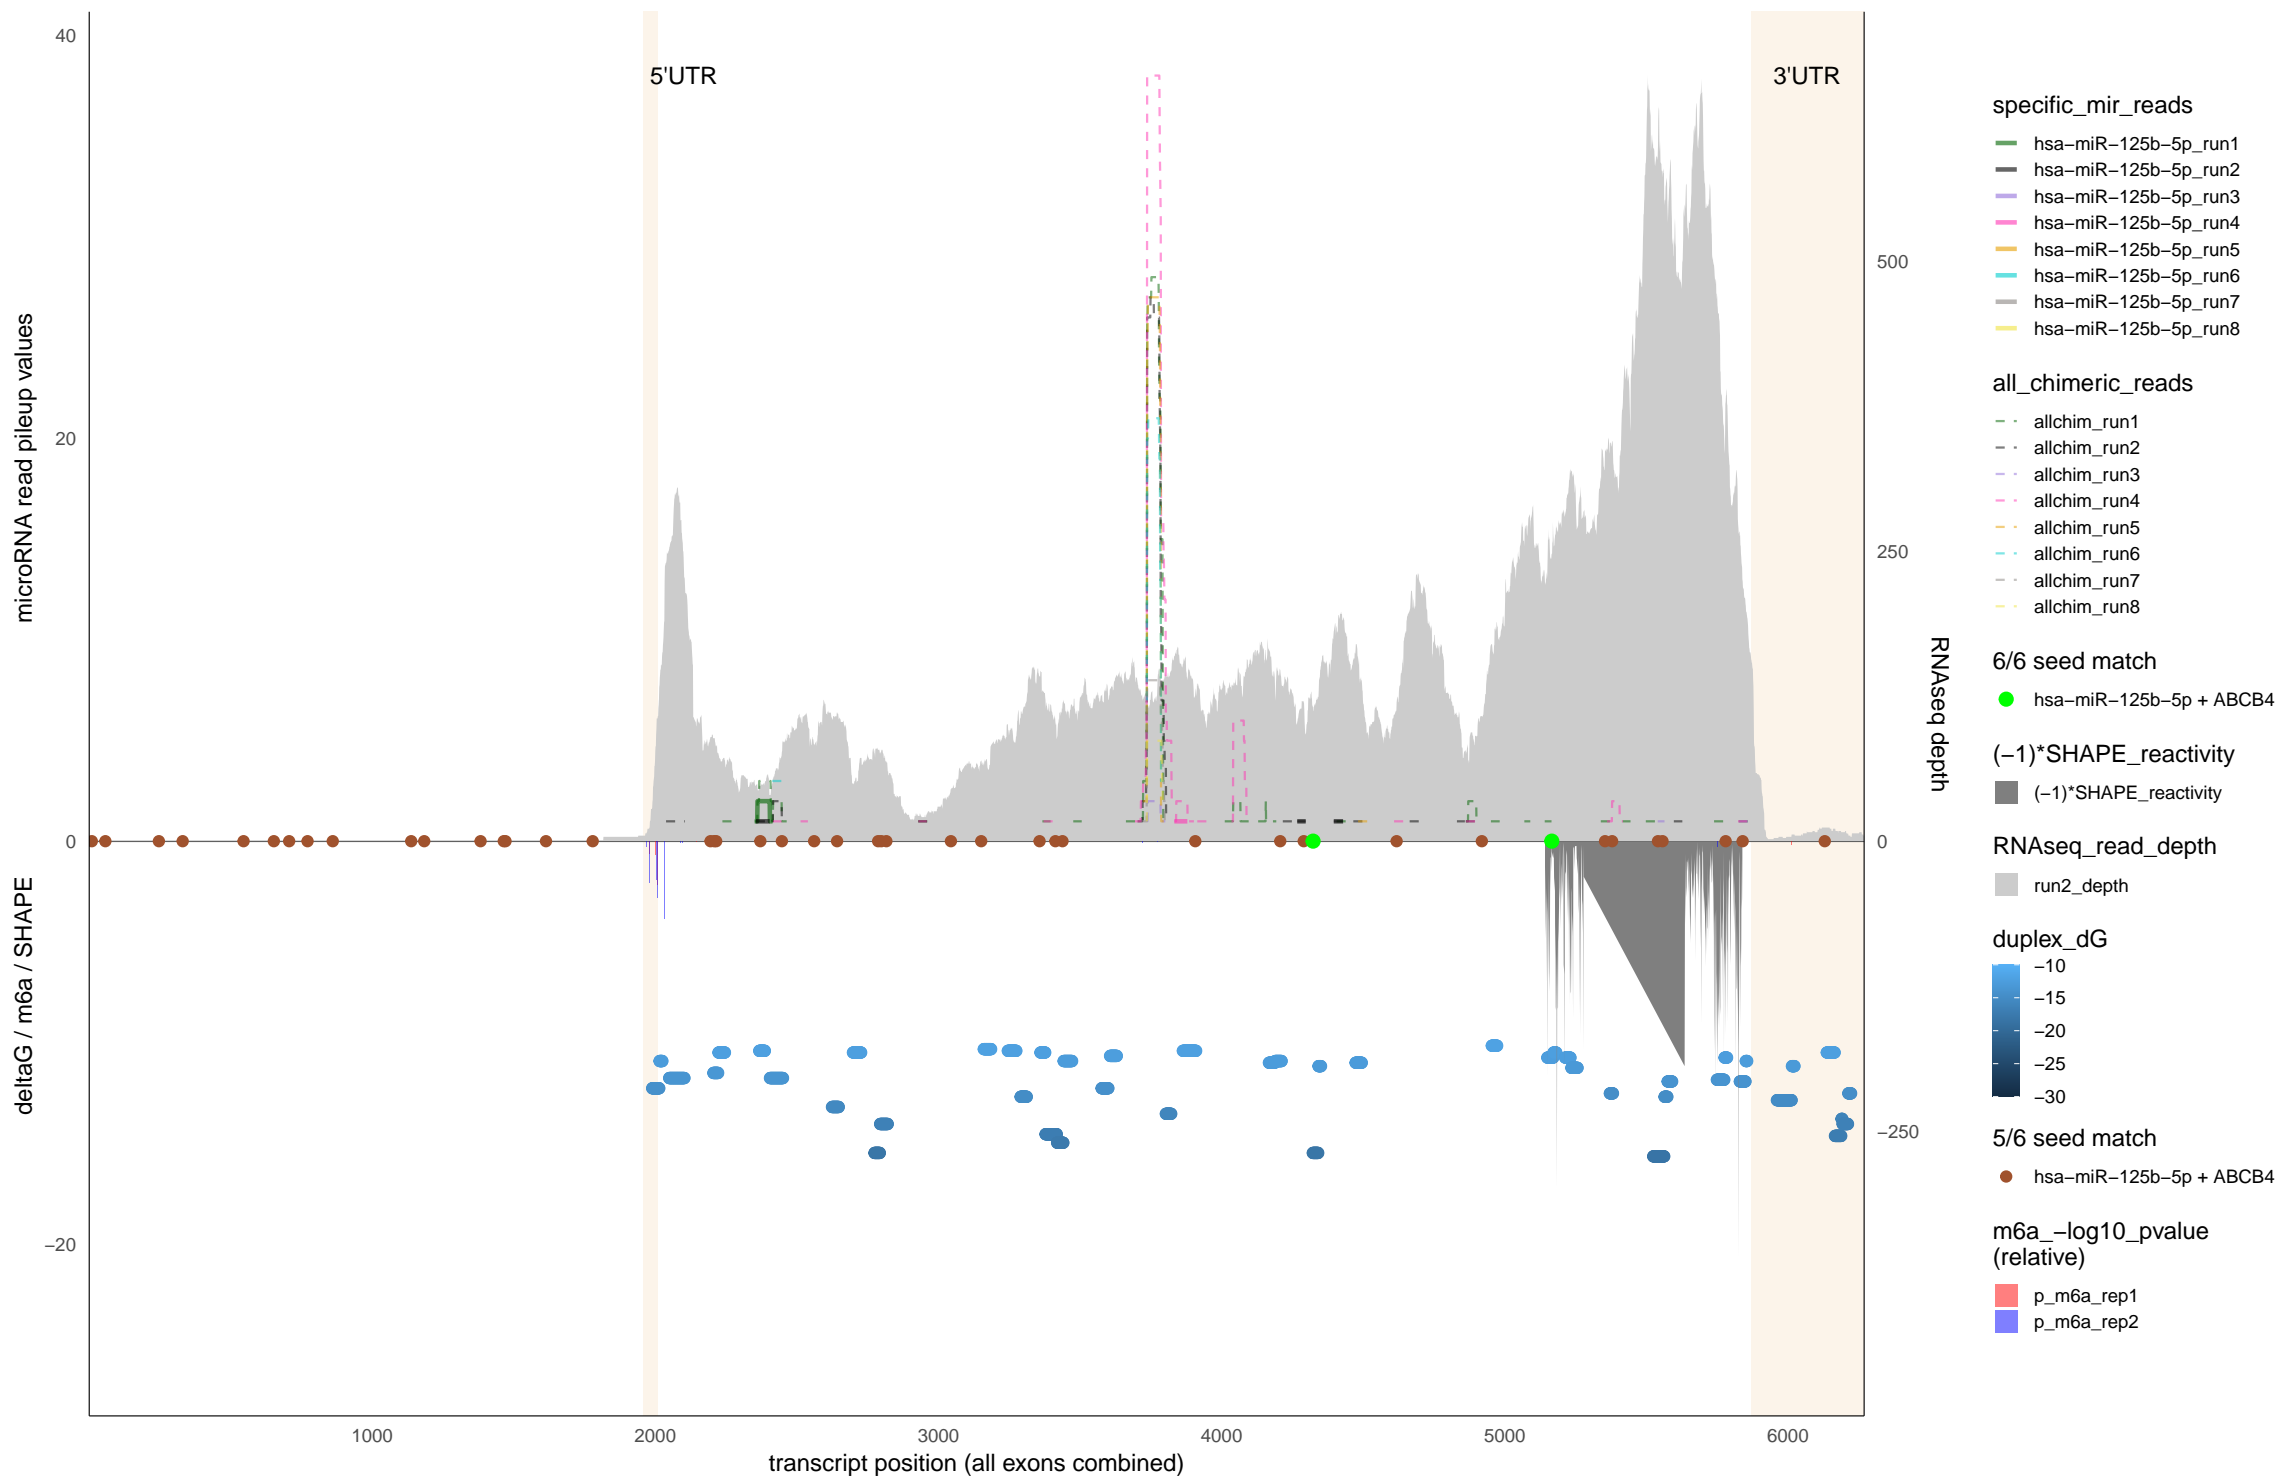 5'UTR
3'UTR
40
20
0
−20
microRNA read pileup values
deltaG / m6a / SHAPE
500
250
0
−250
RNAseq depth
1000
2000
3000
4000
5000
6000
transcript position (all exons combined)
specific_mir_reads
hsa−miR−125b−5p_run1
hsa−miR−125b−5p_run2
hsa−miR−125b−5p_run3
hsa−miR−125b−5p_run4
hsa−miR−125b−5p_run5
hsa−miR−125b−5p_run6
hsa−miR−125b−5p_run7
hsa−miR−125b−5p_run8
all_chimeric_reads
allchim_run1
allchim_run2
allchim_run3
allchim_run4
allchim_run5
allchim_run6
allchim_run7
allchim_run8
6/6 seed match
hsa−miR−125b−5p + ABCB4
(−1)*SHAPE_reactivity
(−1)*SHAPE_reactivity
RNAseq_read_depth
run2_depth
duplex_dG
−10
−15
−20
−25
−30
5/6 seed match
hsa−miR−125b−5p + ABCB4
m6a_−log10_pvalue
(relative)
p_m6a_rep1
p_m6a_rep2